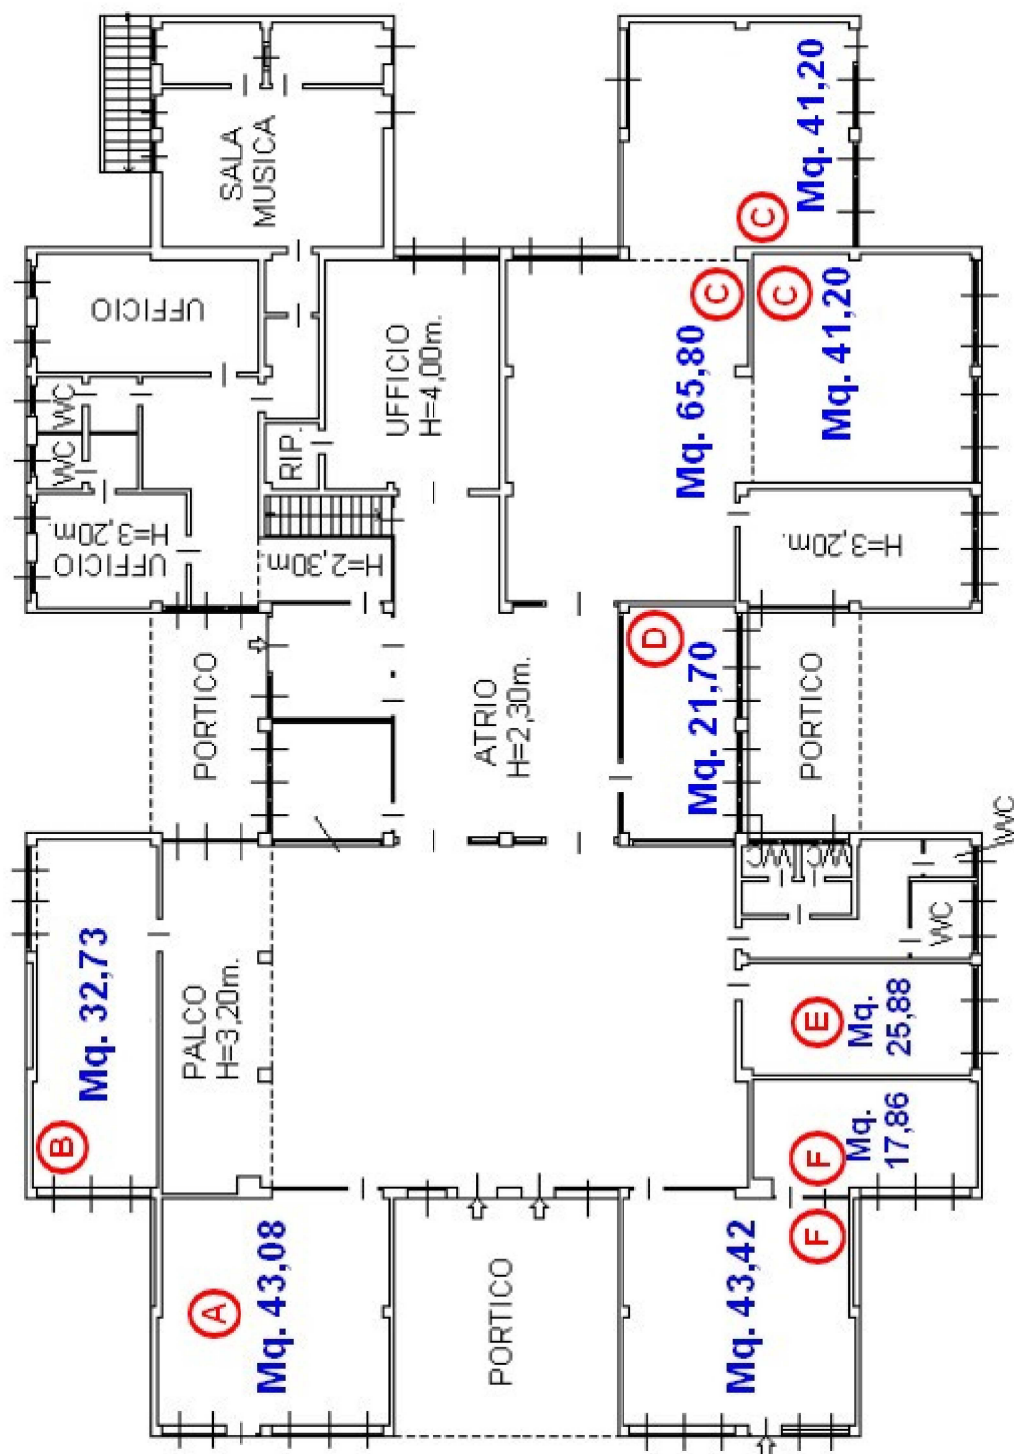 SALA
MUSICA
UFFICIO
WC
WC
UFFICIO
H=3,20m.
RIP.
UFFICIO
H=4,00m.
H=2,30m.
Mq. 41,20
C
C
C
Mq. 65,80
Mq. 41,20
H=3,20m.
PORTICO
ATRIO
H=2,30m.
D
Mq. 21,70
PORTICO
B
Mq. 32,73
PALCO
H=3,20m.
WC
WC
WC
WC
E
Mq.
25,88
F
Mq.
17,86
A
Mq. 43,08
PORTICO
F
Mq. 43,42